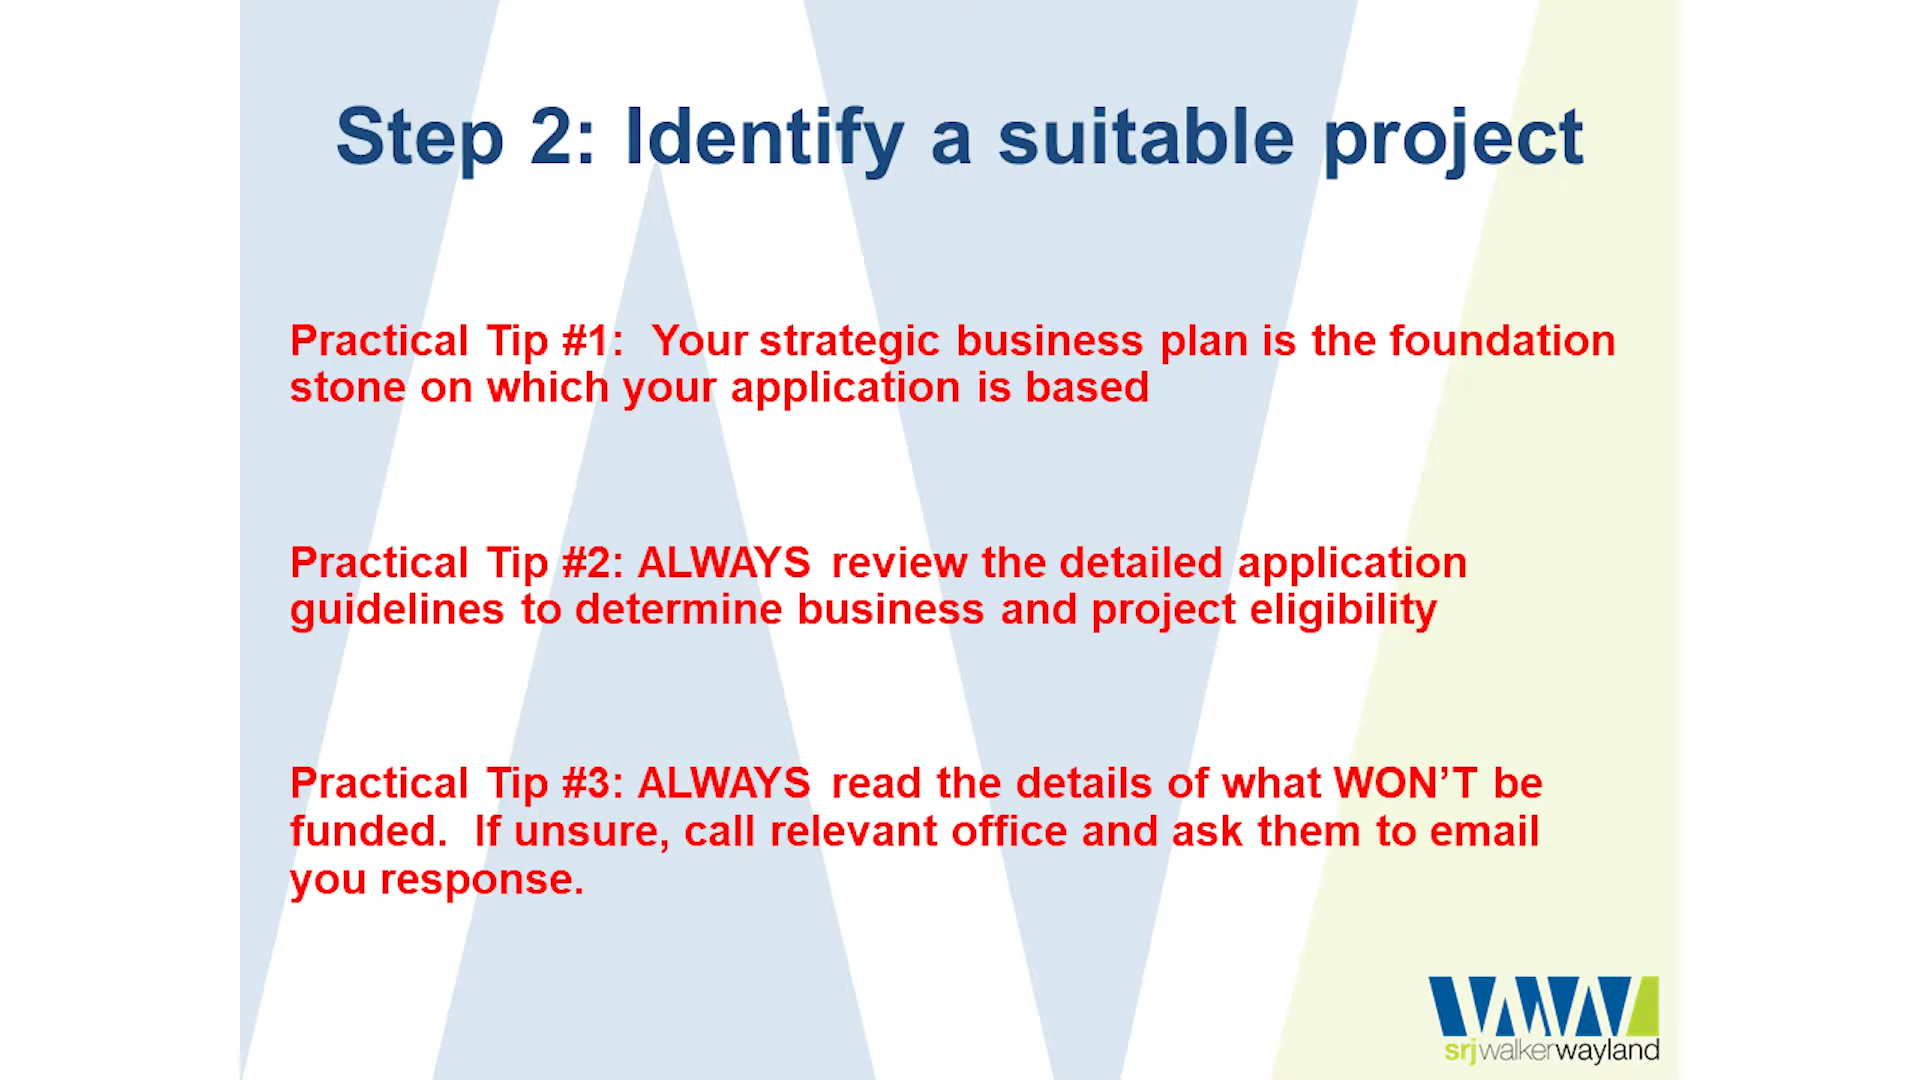 Step 2: Identify a suitable project
Practical Tip #1:  Your strategic business plan is the foundation
stone on which your application is based
Practical Tip #2: ALWAYS review the detailed application
guidelines to determine business and project eligibility
Practical Tip #3: ALWAYS read the details of what WON’T be
funded.  If unsure, call relevant office and ask them to email
you response.
srjwalkerwayland